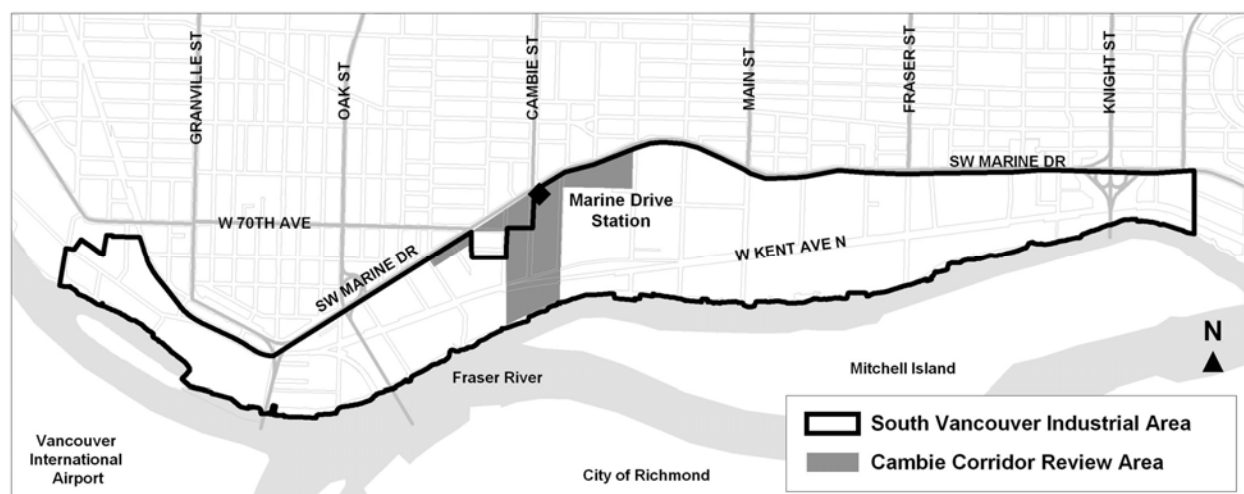 GRANVILLE ST
OAK ST
CAMBIE ST
MAIN ST
FRASER ST
KNIGHT ST
SW MARINE DR
Marine Drive
Station
W 70TH AVE
W KENT AVE N
SW MARINE DR
N
Mitchell Island
Fraser River
South Vancouver Industrial Area
Cambie Corridor Review Area
Vancouver
International
Airport
City of Richmond